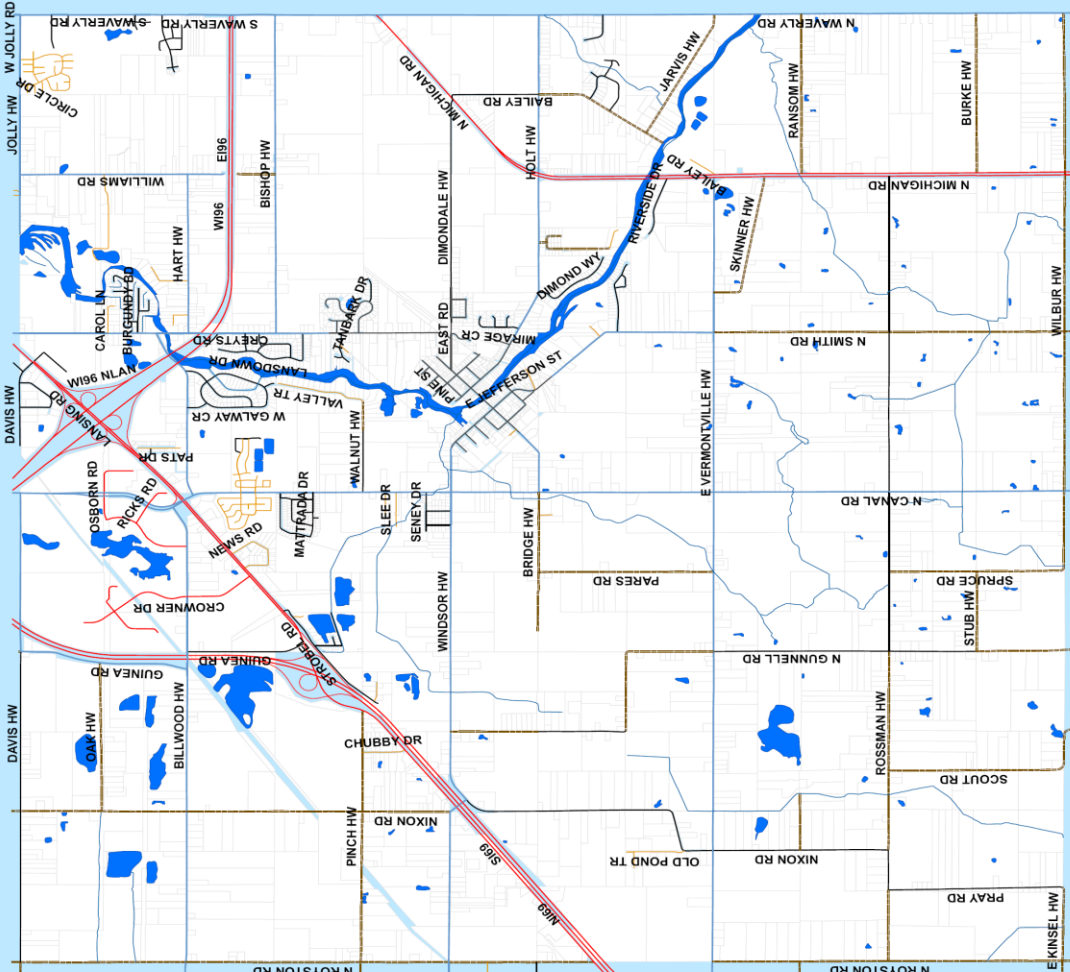 W JOLLY RD
S WAVERLY RD
S WAVERLY RD
N WAVERLY RD
CIRCLE DR
JOLLY HW
N MICHIGAN RD
JARVIS HW
BAILEY RD
RANSOM HW
BURKE HW
EI96
BISHOP HW
HOLT HW
WILLIAMS RD
WI96
BAILEY RD
N MICHIGAN RD
DIMONDALE HW
RIVERSIDE DR
SKINNER HW
HART HW
DIMOND WY
WILBUR HW
CAROL LN
BURGUNDY BD
TANBARK DR
EAST RD
MIRAGE CR
CREYTS RD
N SMITH RD
WI96 NLAN
LANSDOWN DR
PINE ST
E JEFFERSON ST
DAVIS HW
LANSING RD
VALLEY TR
W GALWAY CR
WALNUT HW
E VERMONTVILLE HW
PATS DR
OSBORN RD
RICKS RD
MATTRADA DR
SLEE DR
SENEY DR
N CANAL RD
NEWS RD
BRIDGE HW
PARES RD
SPRUCE RD
CROWNER DR
WINDSOR HW
STUB HW
STROBEL RD
GUINEA RD
GUINEA RD
N GUNNELL RD
DAVIS HW
OAK HW
BILLWOOD HW
CHUBBY DR
ROSSMAN HW
SCOUT RD
PINCH HW
NIXON RD
SI69
OLD POND TR
NIXON RD
NI69
PRAY RD
E KINSEL HW
N ROYSTON RD
N ROYSTON RD